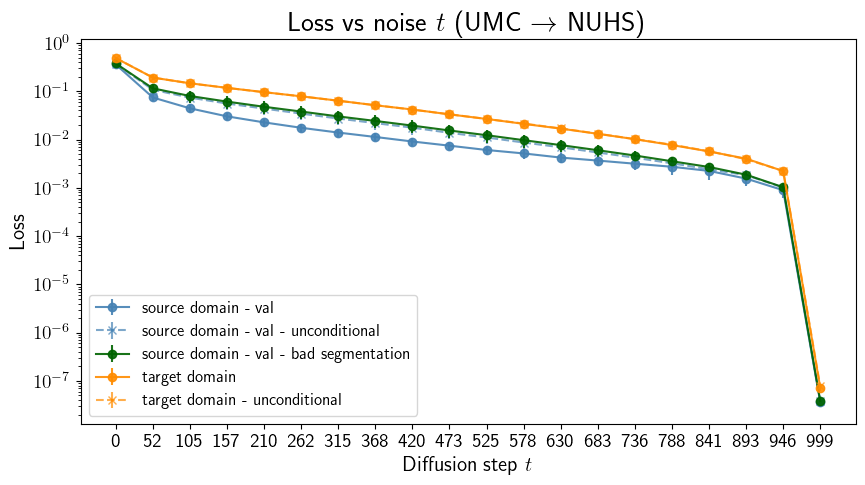 Loss vs noise t (UMC → NUHS)
Loss
10⁰
10⁻¹
10⁻²
10⁻³
10⁻⁴
10⁻⁵
10⁻⁶
10⁻⁷
source domain - val
source domain - val - unconditional
source domain - val - bad segmentation
target domain
target domain - unconditional
0 52 105 157 210 262 315 368 420 473 525 578 630 683 736 788 841 893 946 999
Diffusion step t